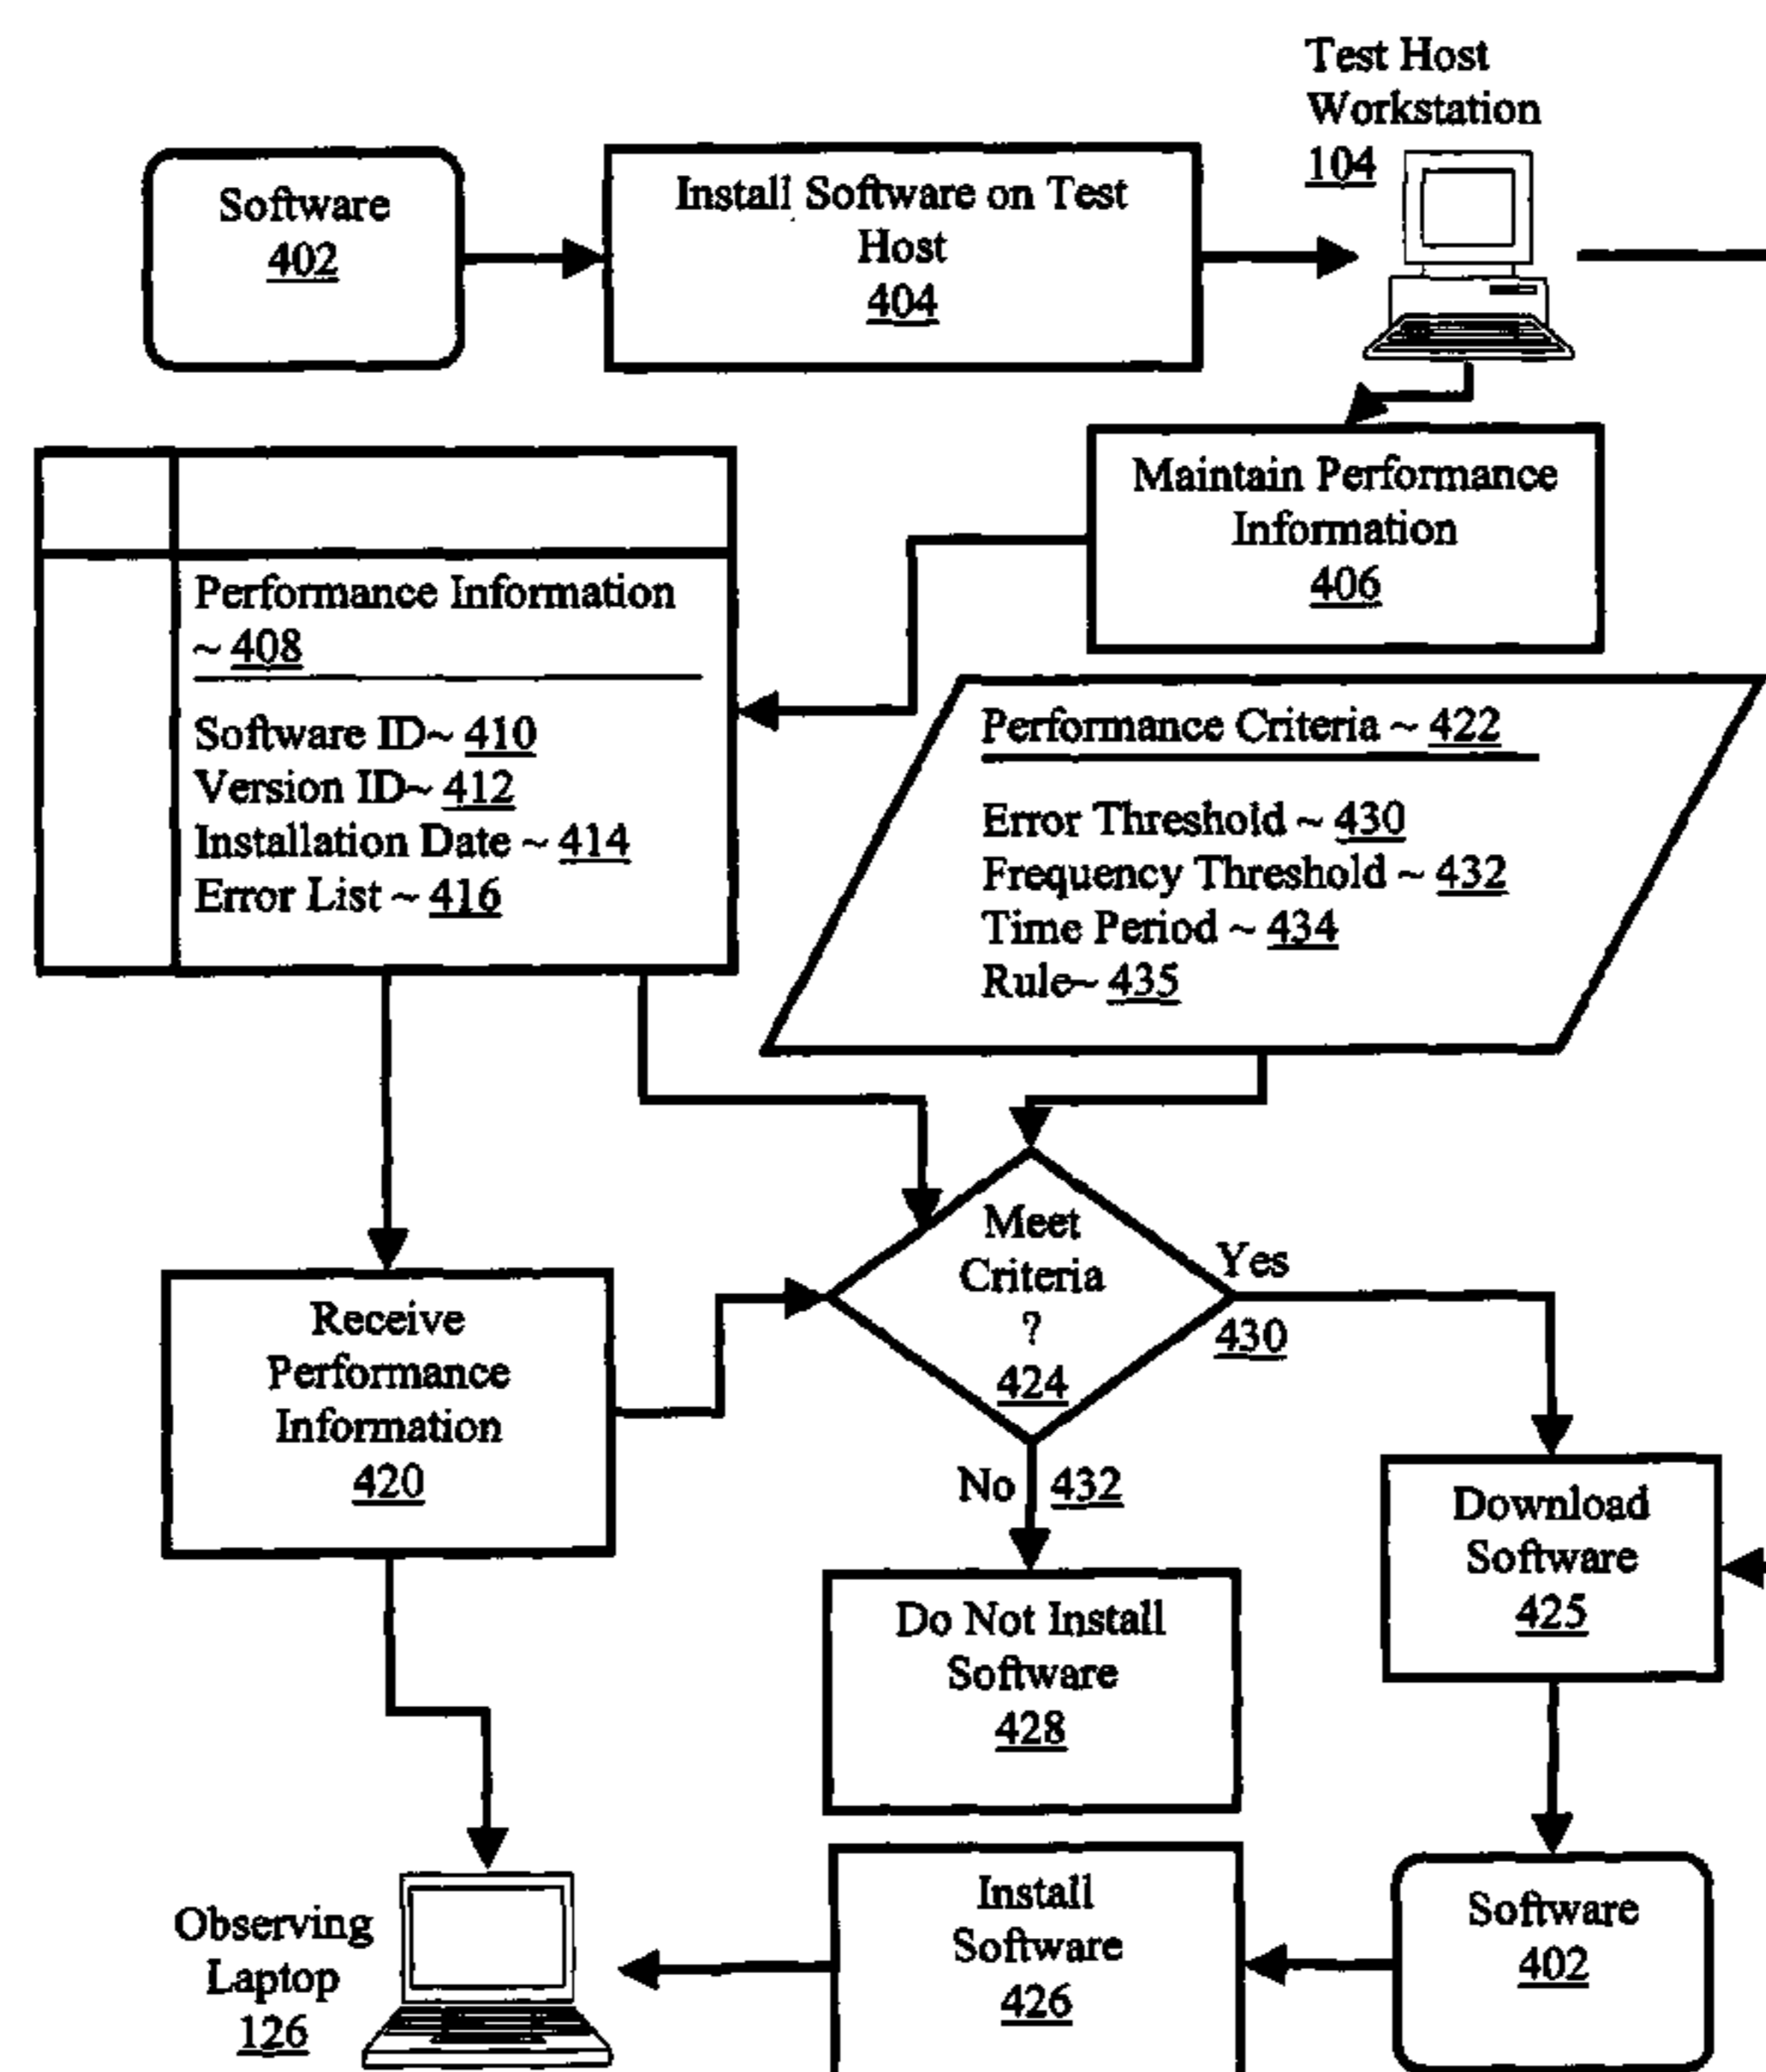 Test Host
Workstation
104
Software
402
Install Software on Test
Host
404
Maintain Performance
Information
406
Performance Information
~ 408
Software ID~ 410
Version ID~ 412
Installation Date ~ 414
Error List ~ 416
Performance Criteria ~ 422
Error Threshold ~ 430
Frequency Threshold ~ 432
Time Period ~ 434
Rule~ 435
Meet
Criteria
?
424
Yes
430
No 432
Receive
Performance
Information
420
Download
Software
425
Do Not Install
Software
428
Observing
Laptop
126
Install
Software
426
Software
402